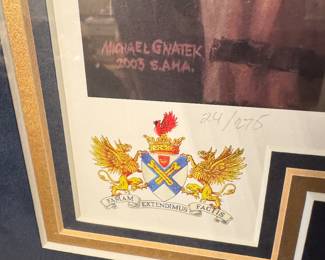 MICHAEL GNATEK
2003 S.A.H.A.
24/275
FAMAM EXTENDIMUS FACTIS